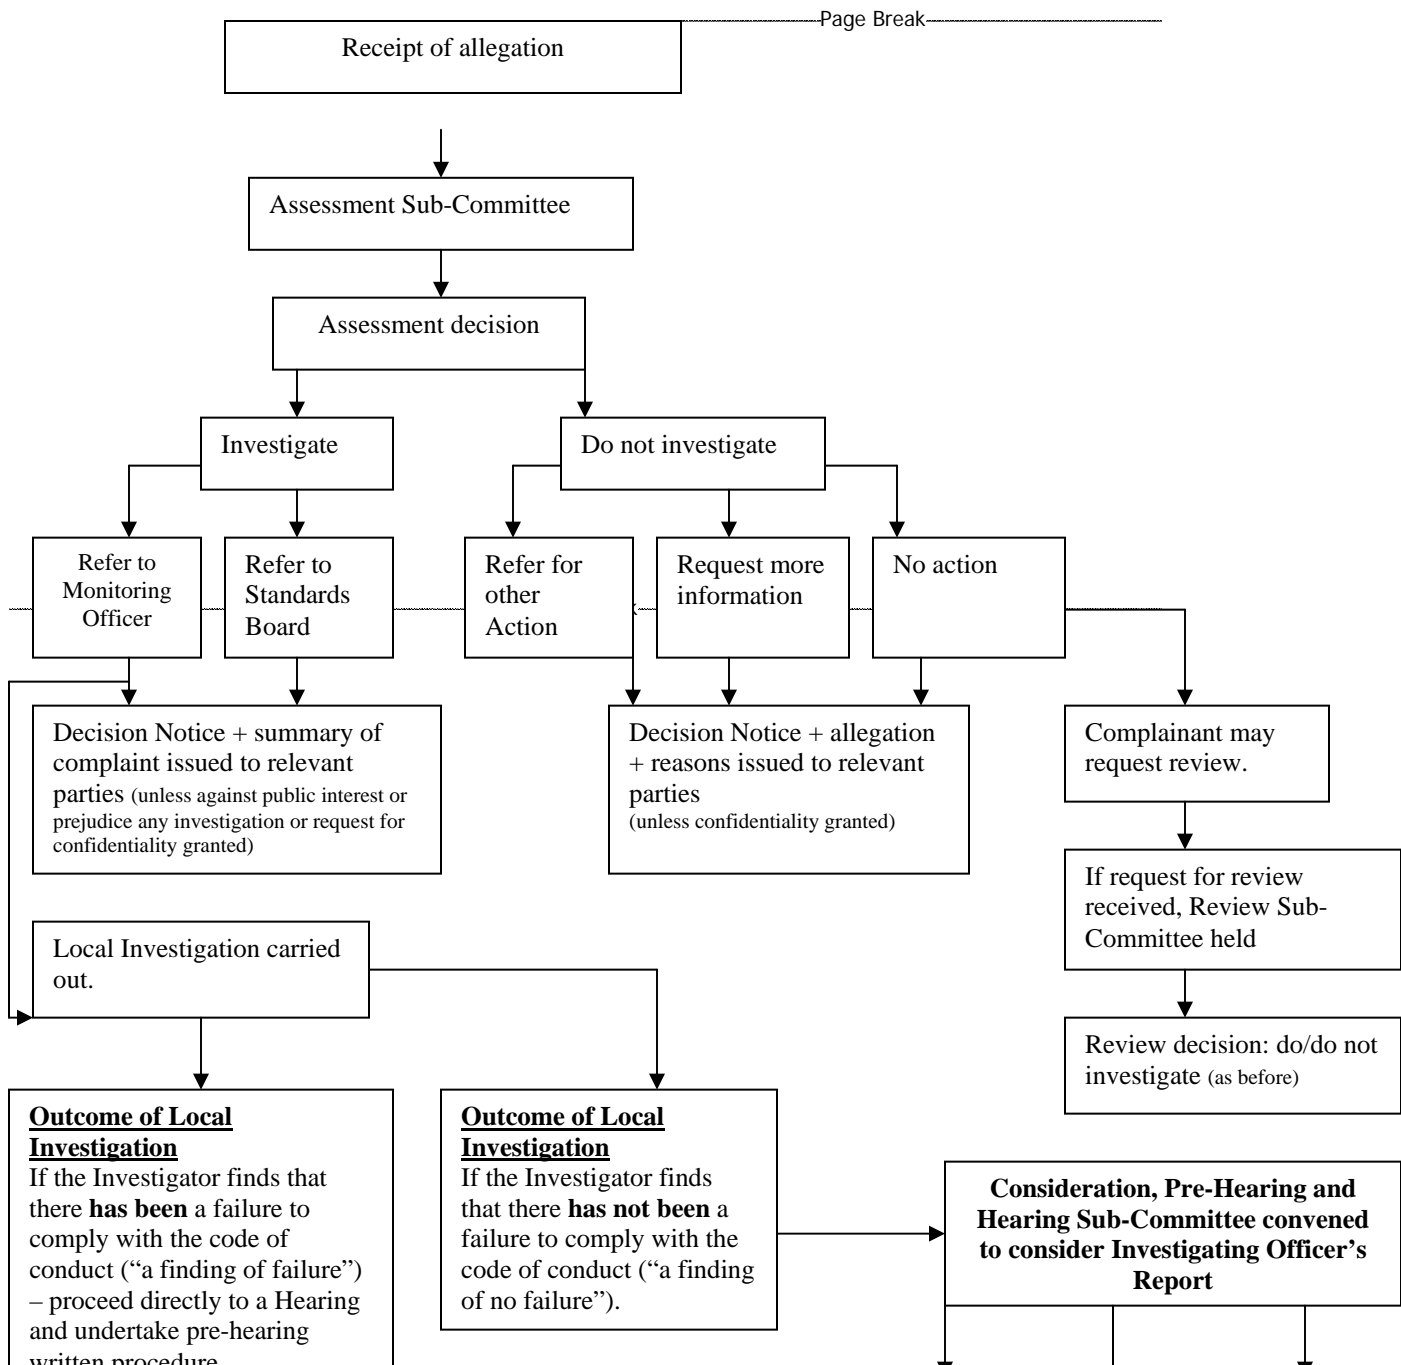 Page Break
Receipt of allegation
Assessment Sub-Committee
Assessment decision
Investigate
Do not investigate
Refer to
Monitoring
Officer
Refer to
Standards
Board
Refer for
other
Action
Request more
information
No action
Decision Notice + summary of
complaint issued to relevant
parties (unless against public interest or
prejudice any investigation or request for
confidentiality granted)
Decision Notice + allegation
+ reasons issued to relevant
parties
(unless confidentiality granted)
Complainant may
request review.
If request for review
received, Review Sub-
Committee held
Review decision: do/do not
investigate (as before)
Local Investigation carried
out.
Outcome of Local
Investigation
If the Investigator finds that
there has been a failure to
comply with the code of
conduct (“a finding of failure”)
– proceed directly to a Hearing
and undertake pre-hearing
written procedure
Outcome of Local
Investigation
If the Investigator finds
that there has not been a
failure to comply with the
code of conduct (“a finding
of no failure”).
Consideration, Pre-Hearing and
Hearing Sub-Committee convened
to consider Investigating Officer’s
Report